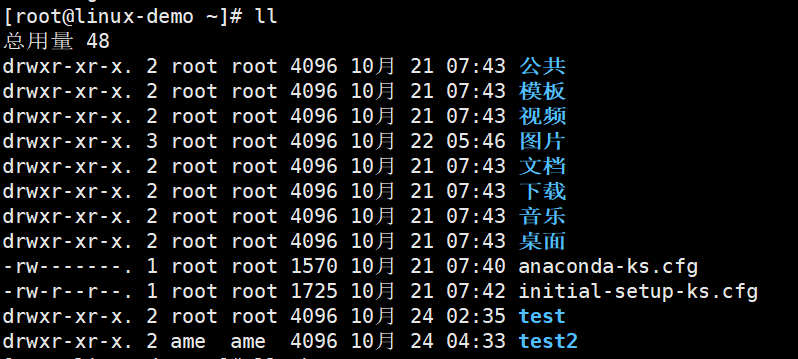 [root@linux-demo ~]# ll
总用量 48
drwxr-xr-x. 2 root root 4096 10月 21 07:43 公共
drwxr-xr-x. 2 root root 4096 10月 21 07:43 模板
drwxr-xr-x. 2 root root 4096 10月 21 07:43 视频
drwxr-xr-x. 3 root root 4096 10月 22 05:46 图片
drwxr-xr-x. 2 root root 4096 10月 21 07:43 文档
drwxr-xr-x. 2 root root 4096 10月 21 07:43 下载
drwxr-xr-x. 2 root root 4096 10月 21 07:43 音乐
drwxr-xr-x. 2 root root 4096 10月 21 07:43 桌面
-rw-------. 1 root root 1570 10月 21 07:40 anaconda-ks.cfg
-rw-r--r--. 1 root root 1725 10月 21 07:42 initial-setup-ks.cfg
drwxr-xr-x. 2 root root 4096 10月 24 02:35 test
drwxr-xr-x. 2 ame  ame  4096 10月 24 04:33 test2